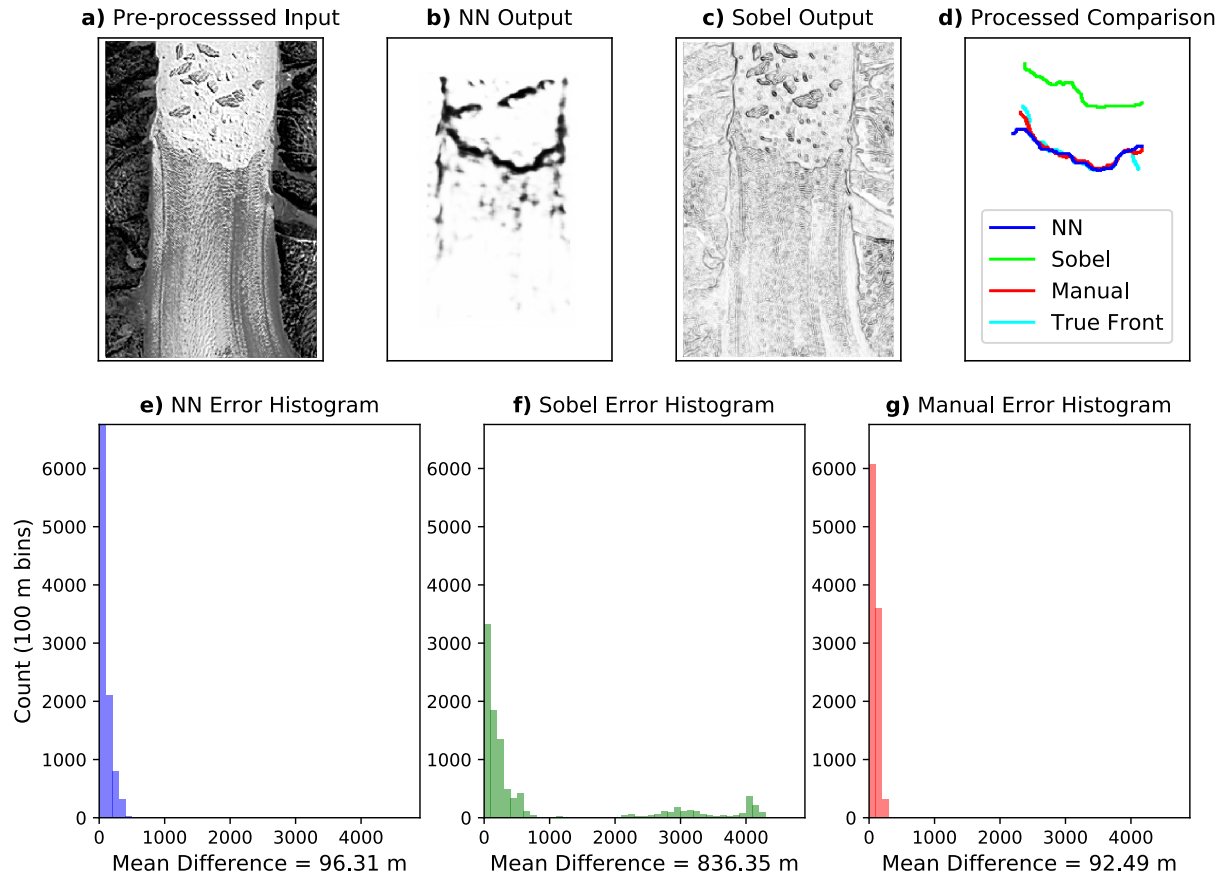 a) Pre-processsed Input
b) NN Output
c) Sobel Output
d) Processed Comparison
NN
Sobel
Manual
True Front
e) NN Error Histogram
f) Sobel Error Histogram
g) Manual Error Histogram
Count (100 m bins)
6000
5000
4000
3000
2000
1000
0
0 1000 2000 3000 4000
Mean Difference = 96.31 m
6000
5000
4000
3000
2000
1000
0
0 1000 2000 3000 4000
Mean Difference = 836.35 m
6000
5000
4000
3000
2000
1000
0
0 1000 2000 3000 4000
Mean Difference = 92.49 m